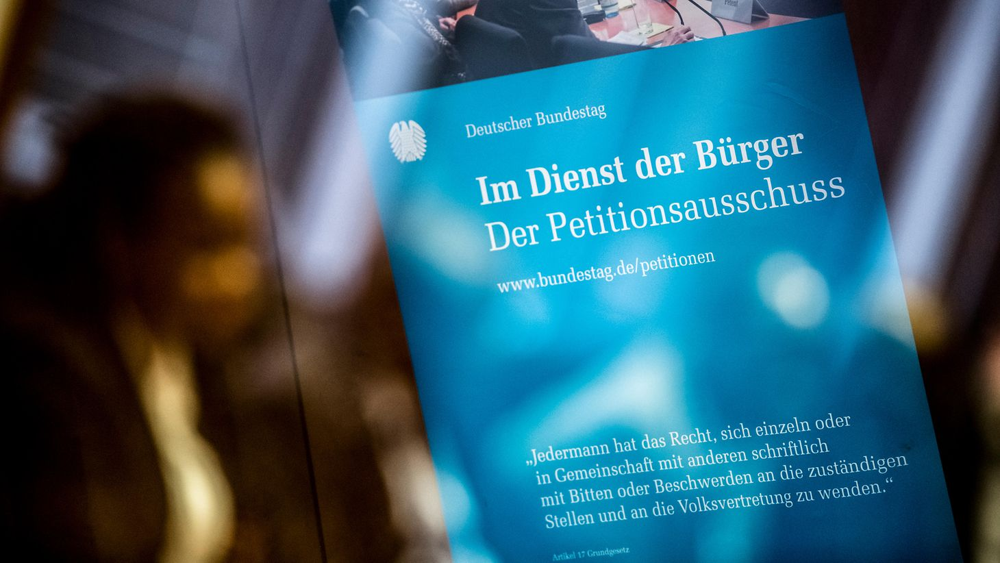 Petent
Deutscher Bundestag
Im Dienst der Bürger
Der Petitionsausschuss
www.bundestag.de/petitionen
„Jedermann hat das Recht, sich einzeln oder
in Gemeinschaft mit anderen schriftlich
mit Bitten oder Beschwerden an die zuständigen
Stellen und an die Volksvertretung zu wenden.“
Artikel 17 Grundgesetz